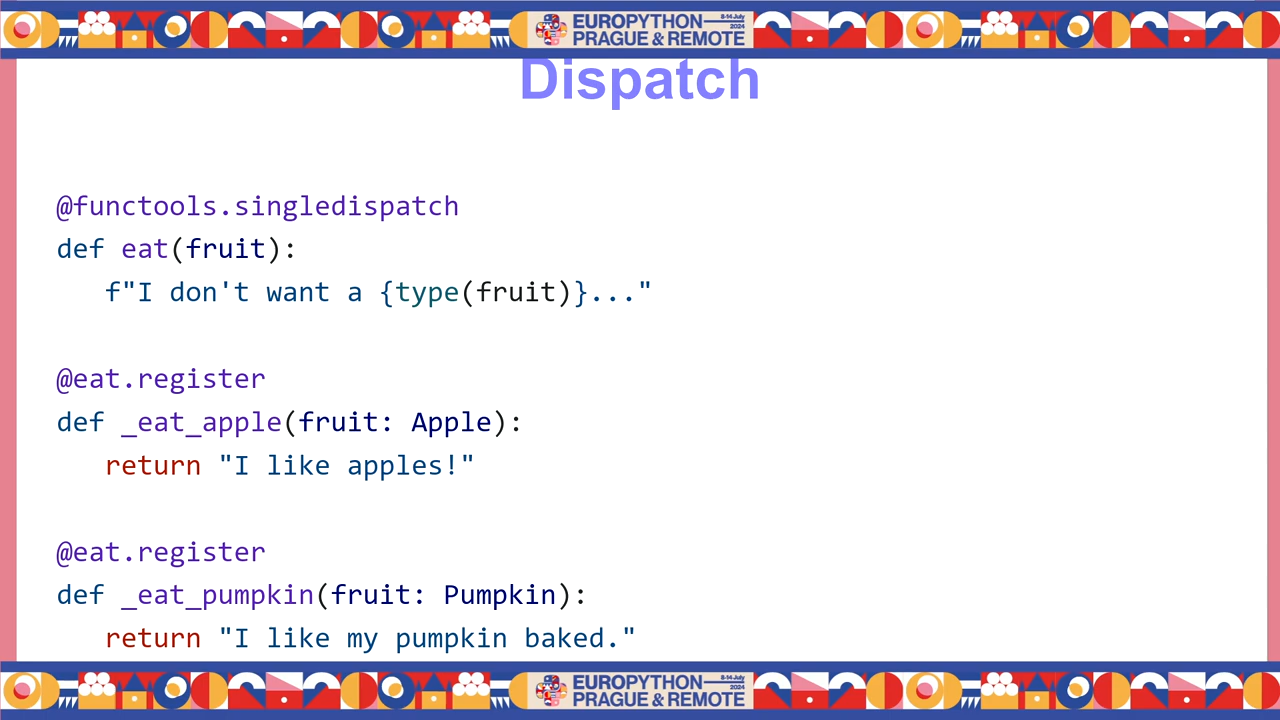 EUROPYTHON 8-14 July 2024
PRAGUE & REMOTE
Dispatch
@functools.singledispatch
def eat(fruit):
   f"I don't want a {type(fruit)}..."
@eat.register
def _eat_apple(fruit: Apple):
   return "I like apples!"
@eat.register
def _eat_pumpkin(fruit: Pumpkin):
   return "I like my pumpkin baked."
EUROPYTHON 8-14 July 2024
PRAGUE & REMOTE